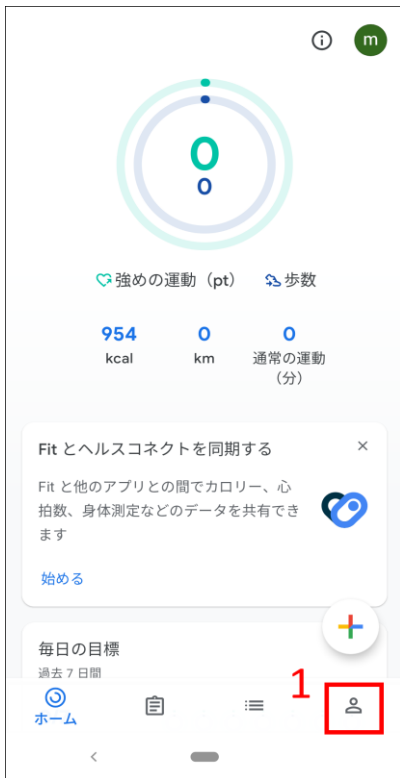 m
0
0
強めの運動（pt） 歩数
954 0 0
kcal km 通常の運動
（分）
Fit とヘルスコネクトを同期する
Fit と他のアプリとの間でカロリー、心
拍数、身体測定などのデータを共有でき
ます
始める
毎日の目標
過去 7 日間
1
ホーム